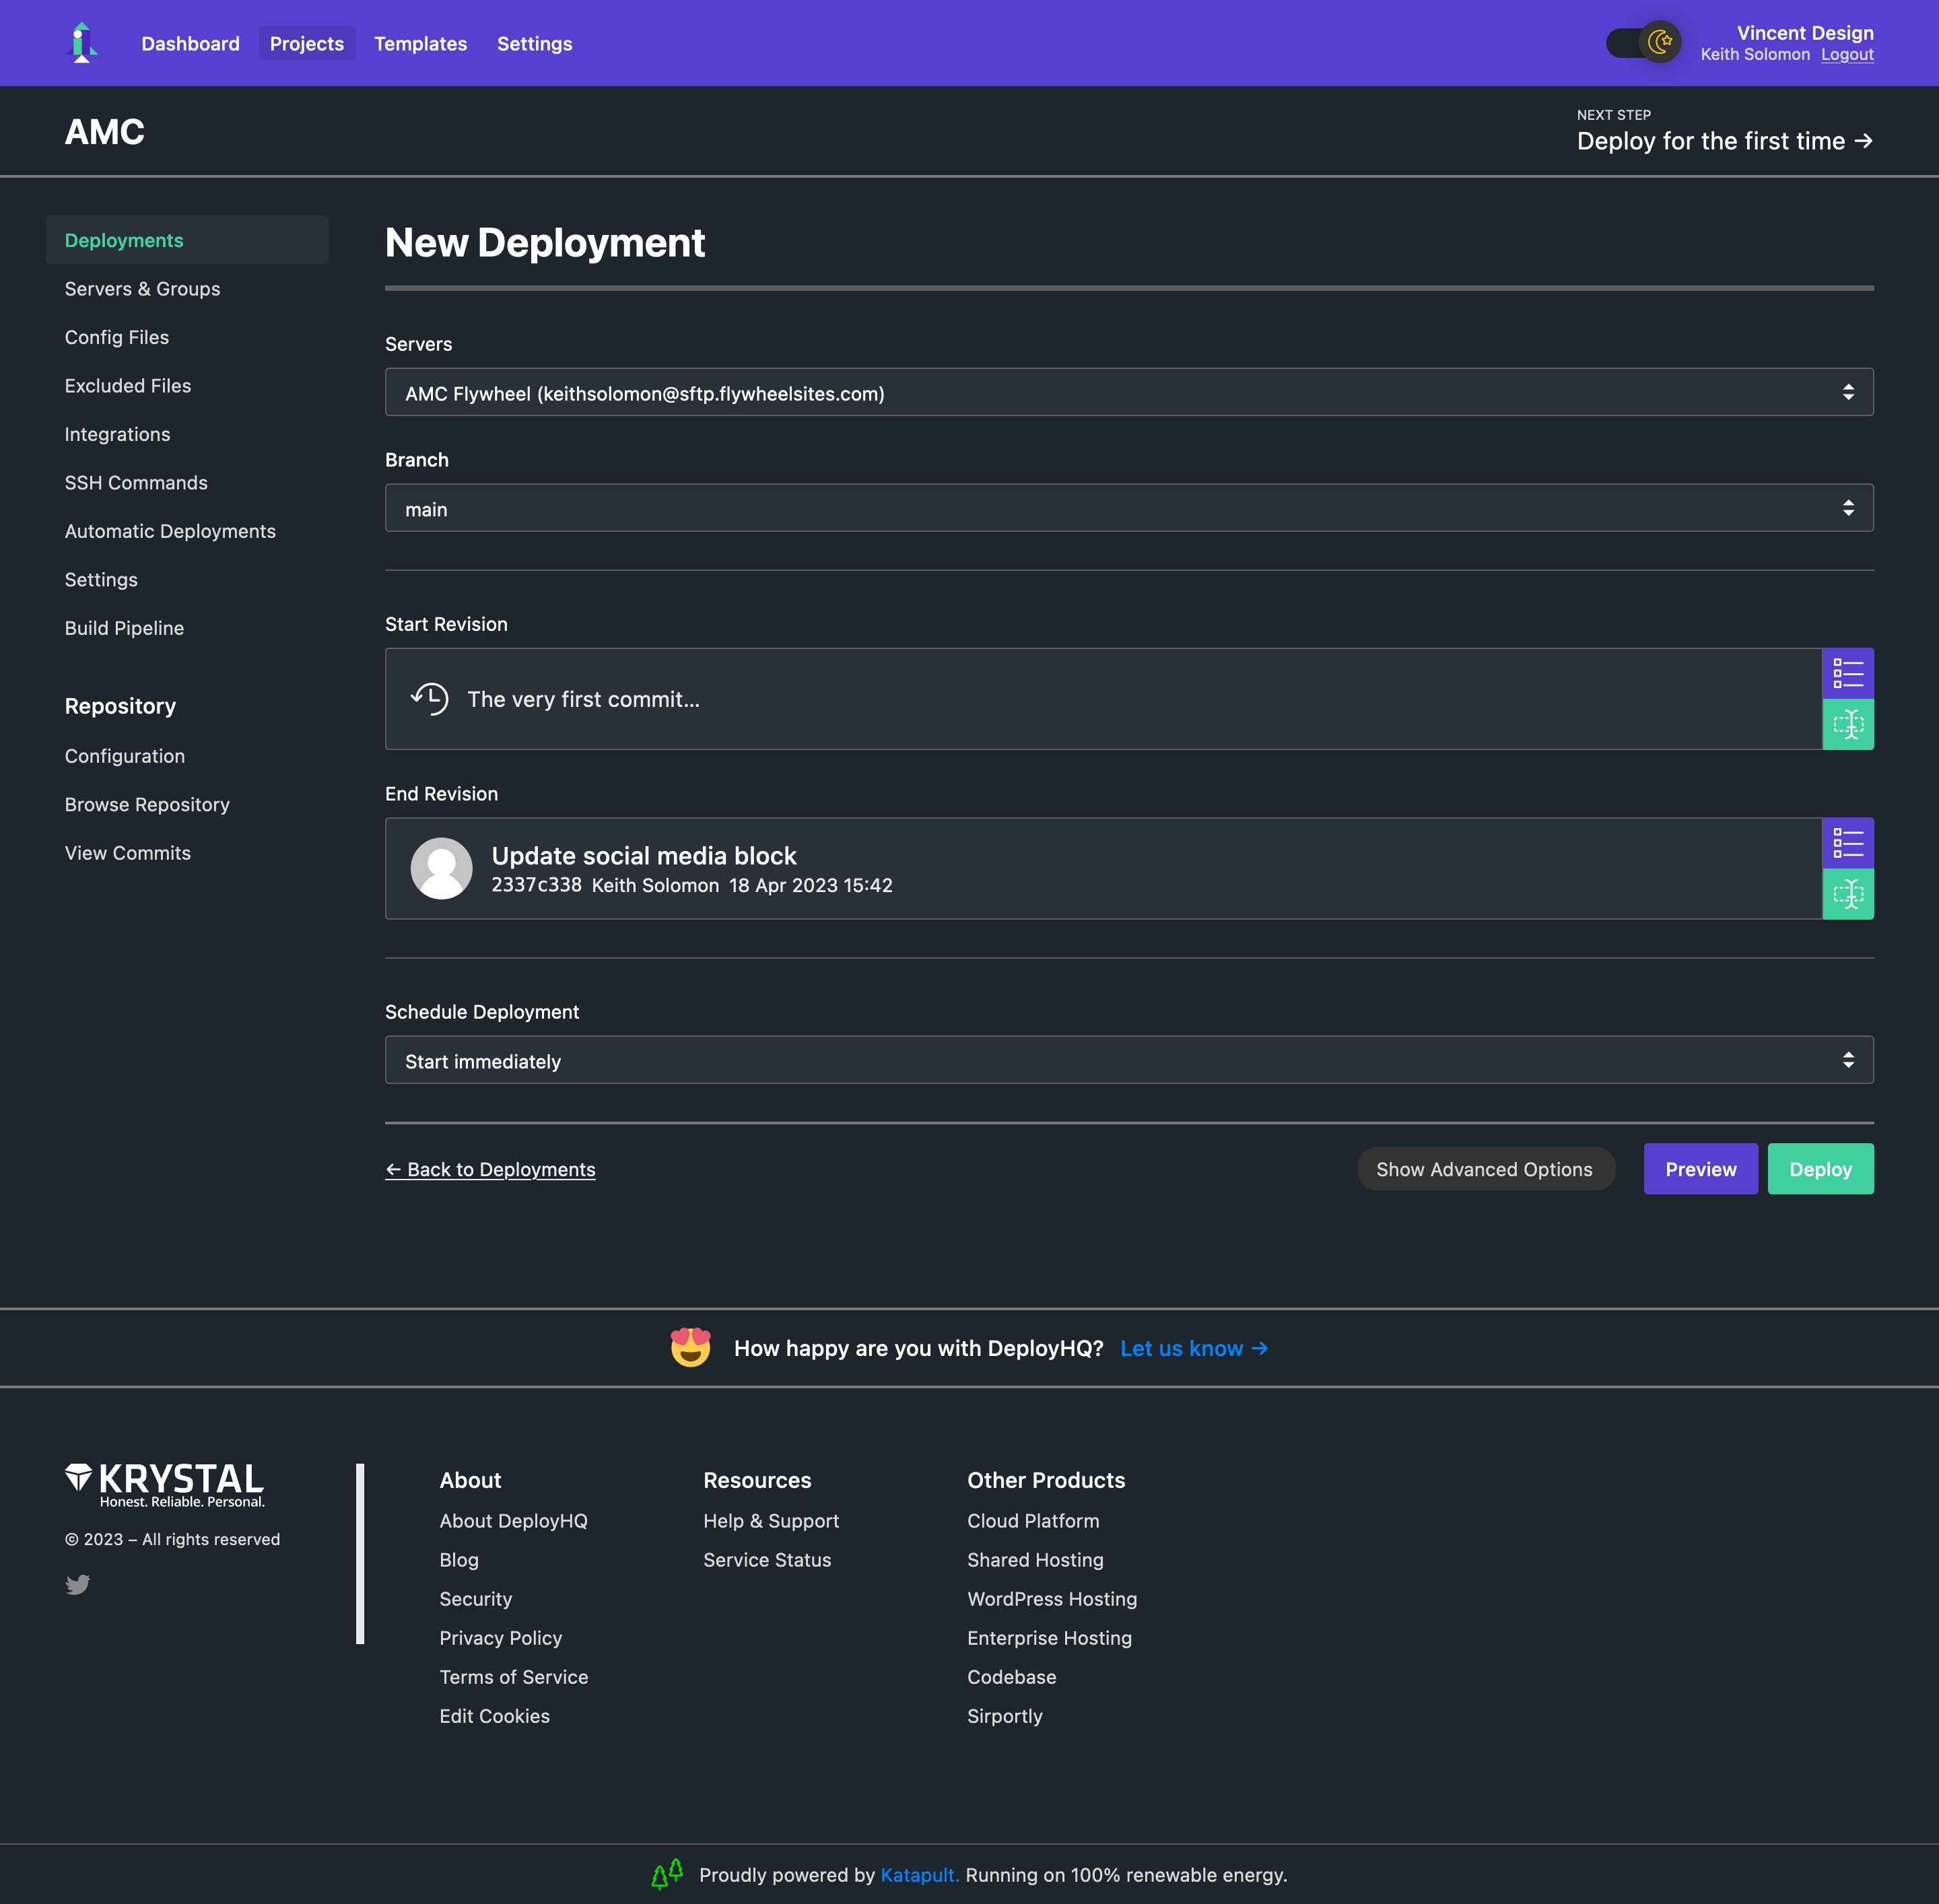 Dashboard Projects Templates Settings
Vincent Design
Keith Solomon Logout
AMC
NEXT STEP
Deploy for the first time →
Deployments
Servers & Groups
Config Files
Excluded Files
Integrations
SSH Commands
Automatic Deployments
Settings
Build Pipeline
Repository
Configuration
Browse Repository
View Commits
New Deployment
Servers
AMC Flywheel (keithsolomon@sftp.flywheelsites.com)
Branch
main
Start Revision
The very first commit...
End Revision
Update social media block
2337c338 Keith Solomon 18 Apr 2023 15:42
Schedule Deployment
Start immediately
← Back to Deployments
Show Advanced Options
Preview
Deploy
How happy are you with DeployHQ? Let us know →
KRYSTAL
Honest. Reliable. Personal.
© 2023 – All rights reserved
About
About DeployHQ
Blog
Security
Privacy Policy
Terms of Service
Edit Cookies
Resources
Help & Support
Service Status
Other Products
Cloud Platform
Shared Hosting
WordPress Hosting
Enterprise Hosting
Codebase
Sirportly
Proudly powered by Katapult. Running on 100% renewable energy.